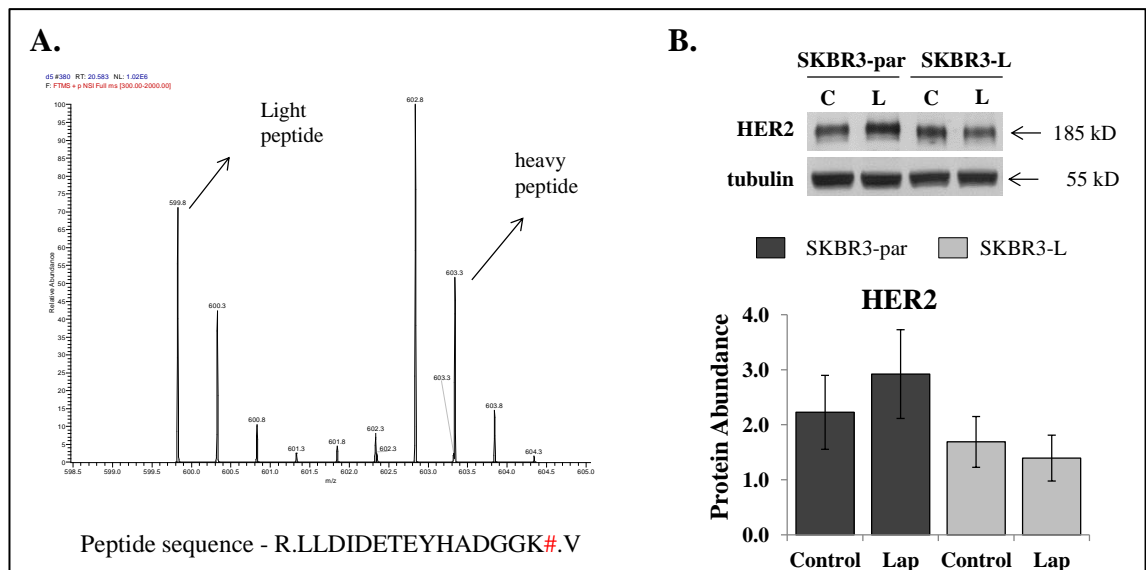 A.
d5 #380 RT: 20.583 NL: 1.02E6
F: FTMS + p NSI Full ms [300.00-2000.00]
Light
peptide
heavy
peptide
602.8
599.8
603.3
600.3
603.3
603.8
600.8
602.3
601.8
602.3
601.3
604.3
100
95
90
85
80
75
70
65
60
55
50
45
40
35
30
25
20
15
10
5
0
Relative Abundance
598.5 599.0 599.5 600.0 600.5 601.0 601.5 602.0 602.5 603.0 603.5 604.0 604.5 605.0
m/z
Peptide sequence - R.LLDIDETEYHADGGK#.V
B.
SKBR3-par SKBR3-L
C L C L
HER2 185 kD
tubulin 55 kD
SKBR3-par SKBR3-L
HER2
Protein Abundance
4.0
3.0
2.0
1.0
0.0
Control Lap Control Lap